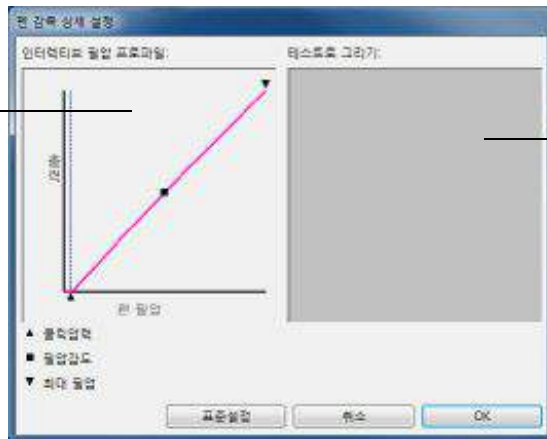 펜 감촉 상세 설정
인터렉티브 필압 프로파일:
테스트로 그리기:
출력
펜 필압
▲ 클릭압력
■ 필압감도
▼ 최대 필압
표준설정
취소
OK